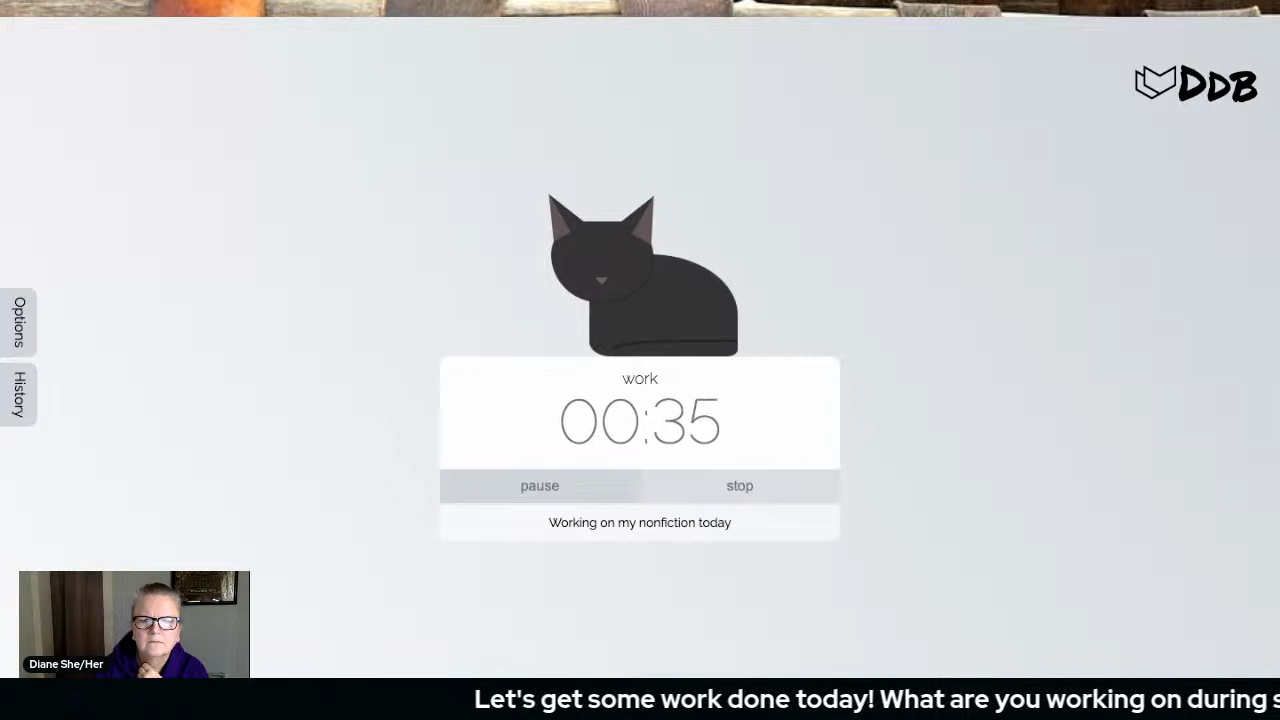 DDB
Options
History
work
00:35
pause
stop
Working on my nonfiction today
Diane She/Her
Let's get some work done today! What are you working on during s